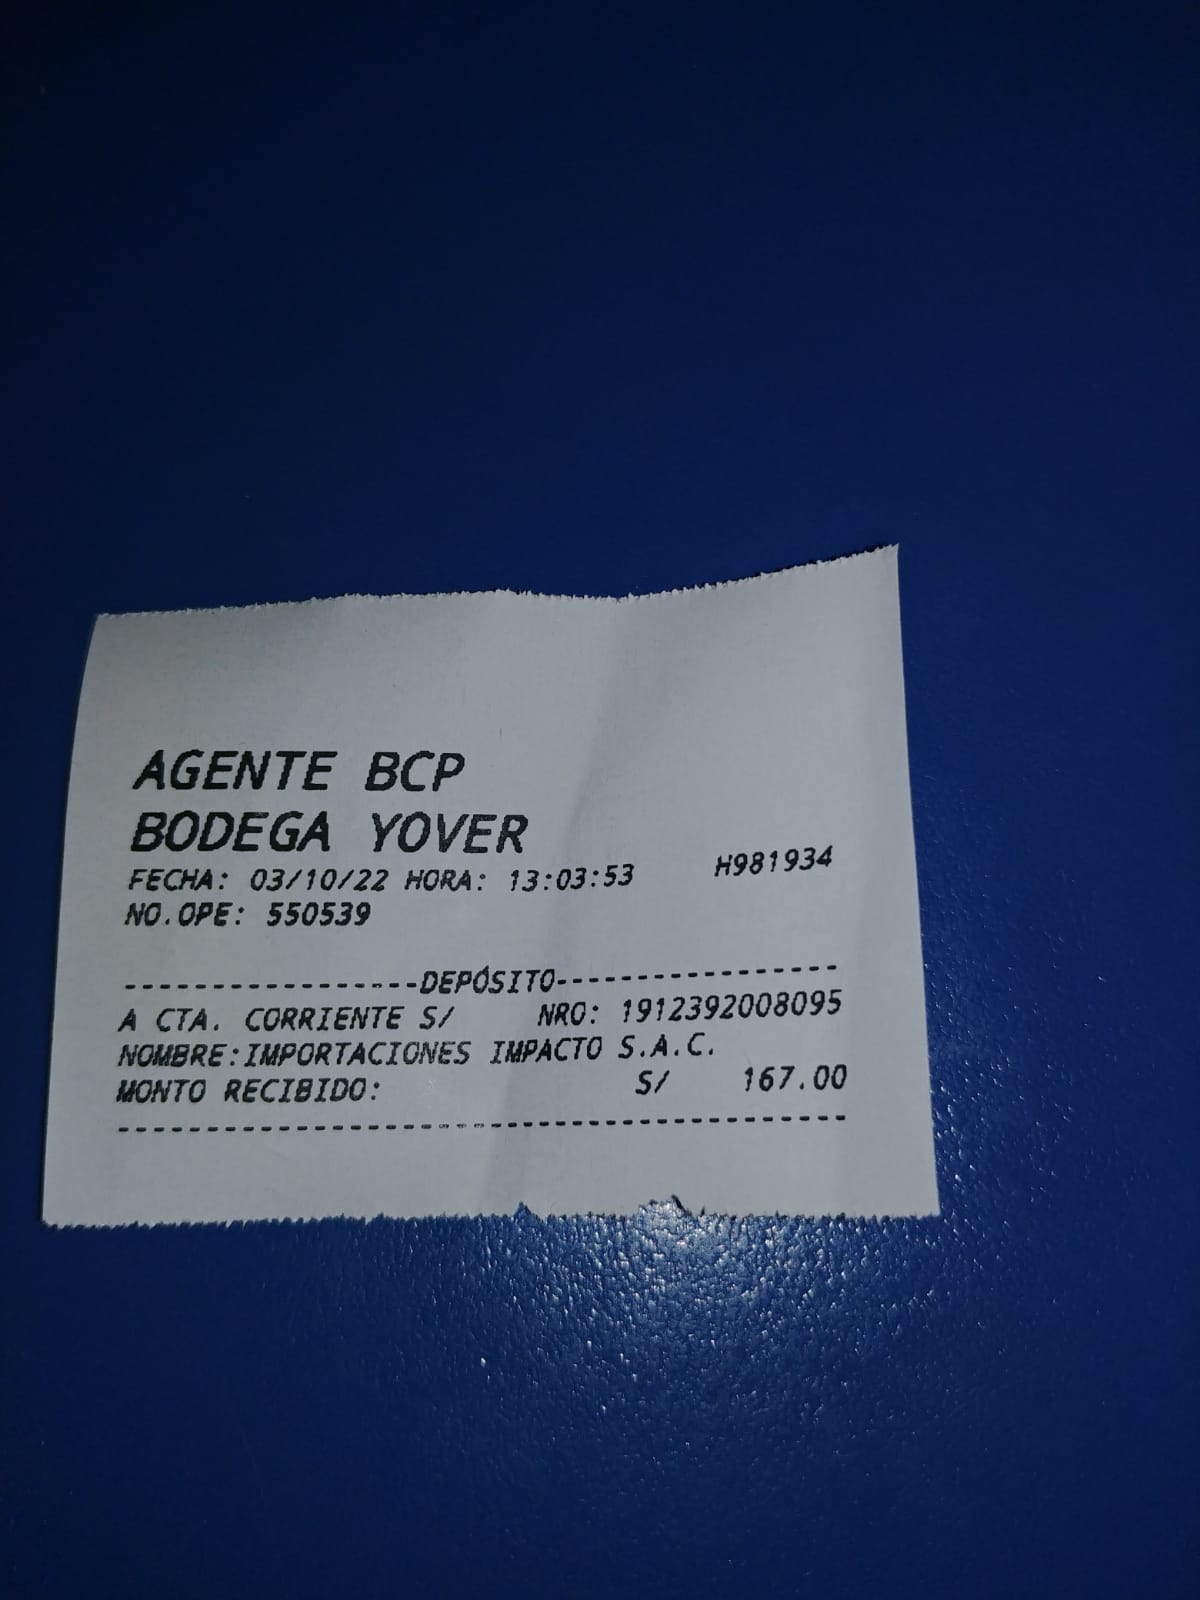 AGENTE BCP
BODEGA YOVER
FECHA: 03/10/22 HORA: 13:03:53 H981934
NO.OPE: 550539
------------------DEPÓSITO-----------------
A CTA. CORRIENTE S/ NRO: 1912392008095
NOMBRE:IMPORTACIONES IMPACTO S.A.C.
MONTO RECIBIDO: S/ 167.00
-------------------------------------------